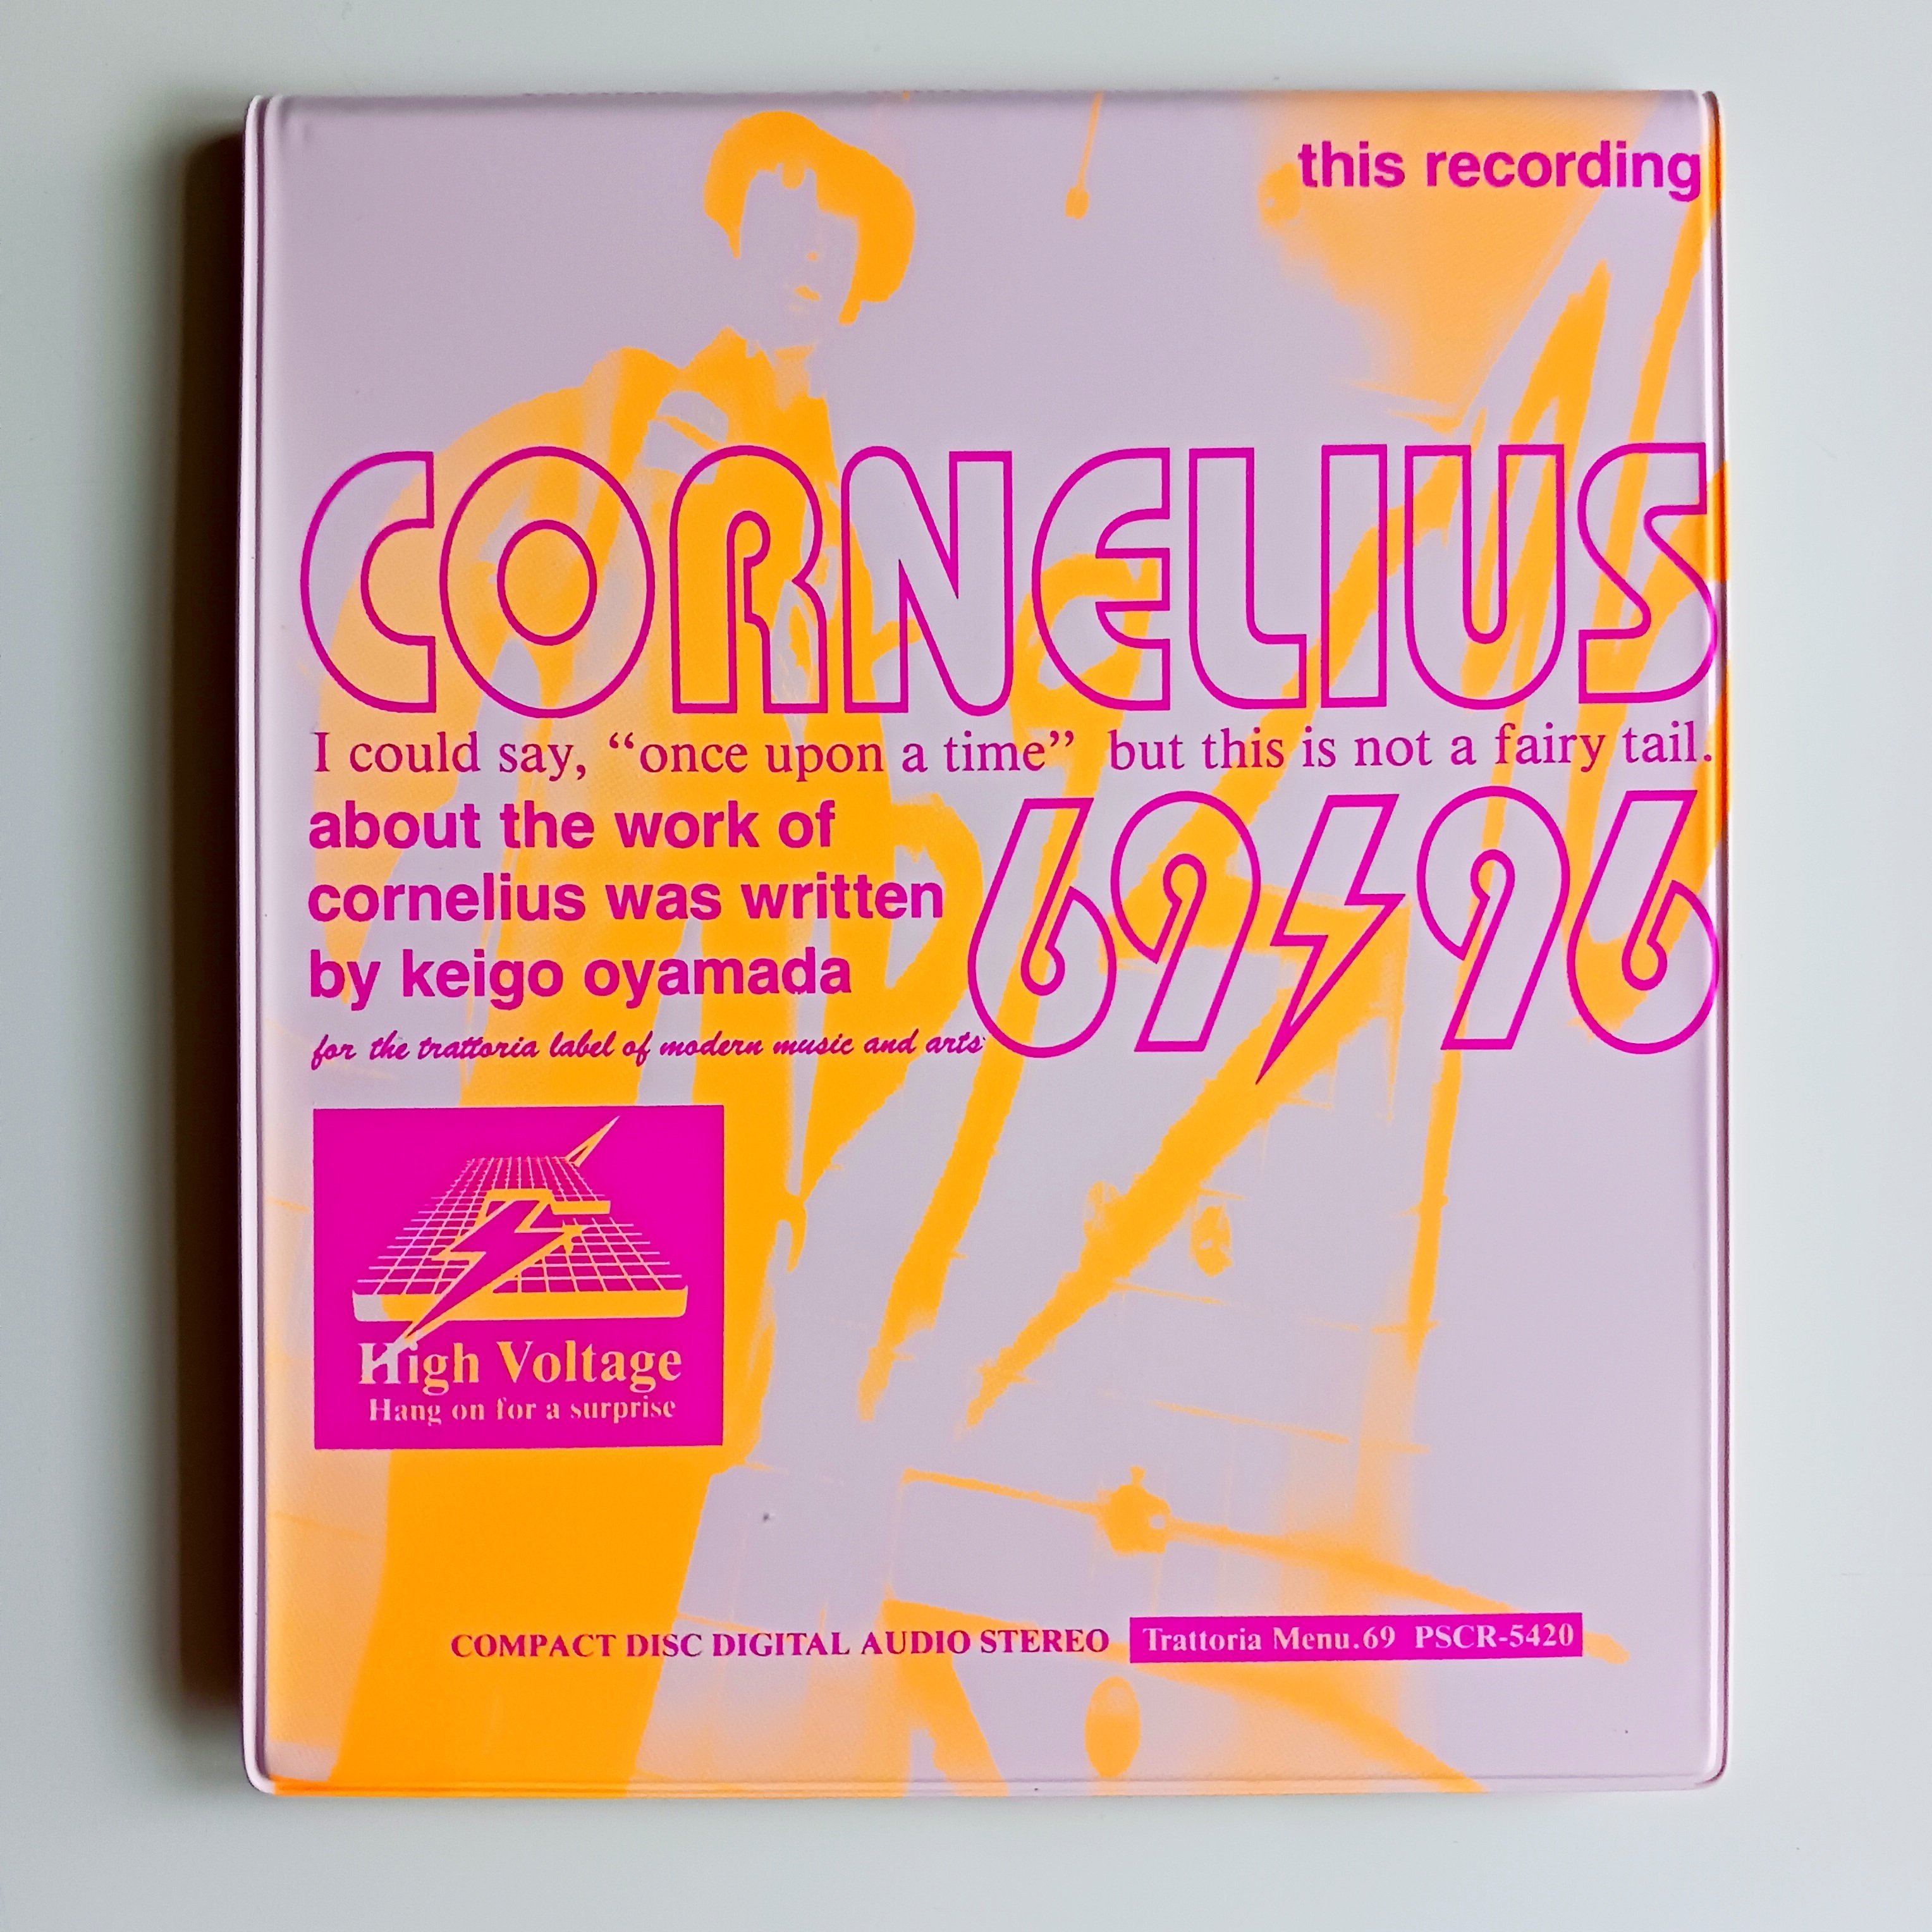 this recording
CORNELIUS
I could say, “once upon a time” but this is not a fairy tail.
about the work of
cornelius was written
by keigo oyamada
69/96
for the trattoria label of modern music and arts
High Voltage
Hang on for a surprise
COMPACT DISC DIGITAL AUDIO STEREO Trattoria Menu.69 PSCR-5420